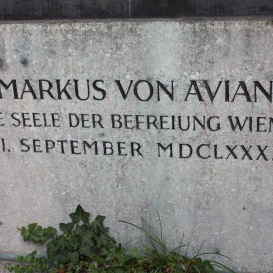 MARKUS VON AVIAN
E SEELE DER BEFREIUNG WIEN
I. SEPTEMBER MDCLXXX